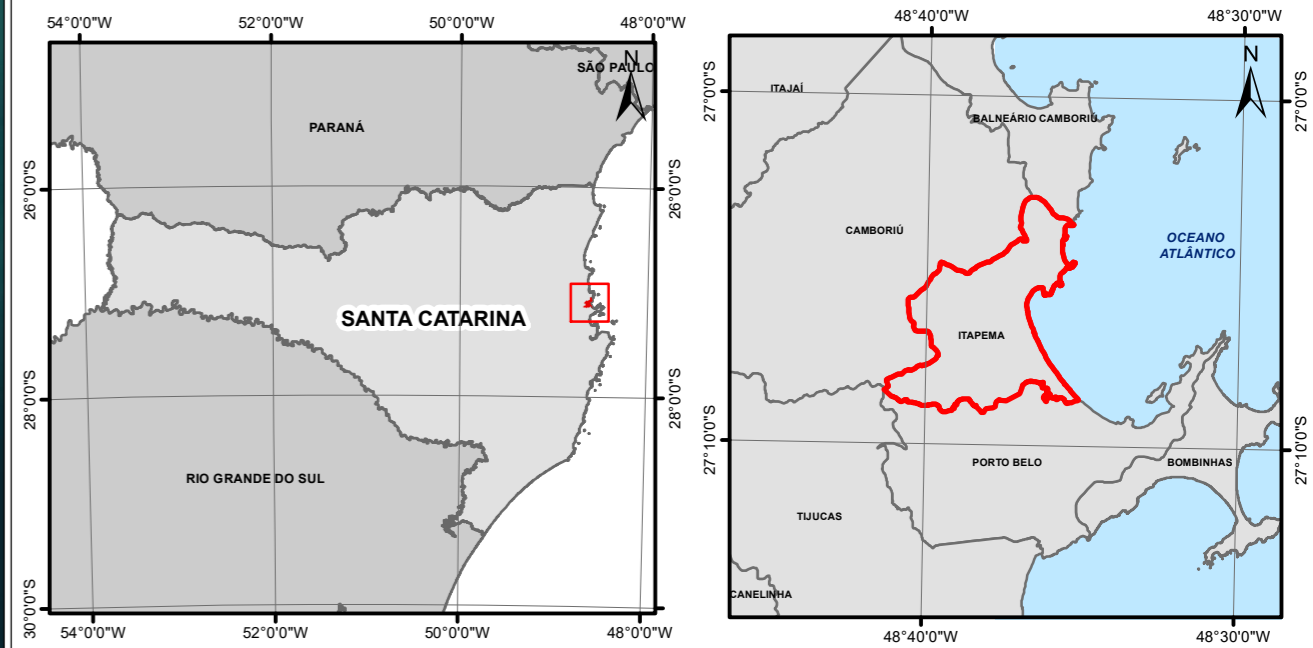 54°0'0"W
52°0'0"W
50°0'0"W
48°0'0"W
N
SÃO PAULO
PARANÁ
26°0'0"S
26°0'0"S
SANTA CATARINA
28°0'0"S
28°0'0"S
RIO GRANDE DO SUL
30°0'0"S
30°0'0"S
54°0'0"W
52°0'0"W
50°0'0"W
48°0'0"W
48°40'0"W
48°30'0"W
N
ITAJAÍ
27°0'0"S
27°0'0"S
BALNEÁRIO CAMBORIÚ
CAMBORIÚ
OCEANO
ATLÂNTICO
ITAPEMA
27°10'0"S
27°10'0"S
PORTO BELO
BOMBINHAS
TIJUCAS
CANELINHA
48°40'0"W
48°30'0"W